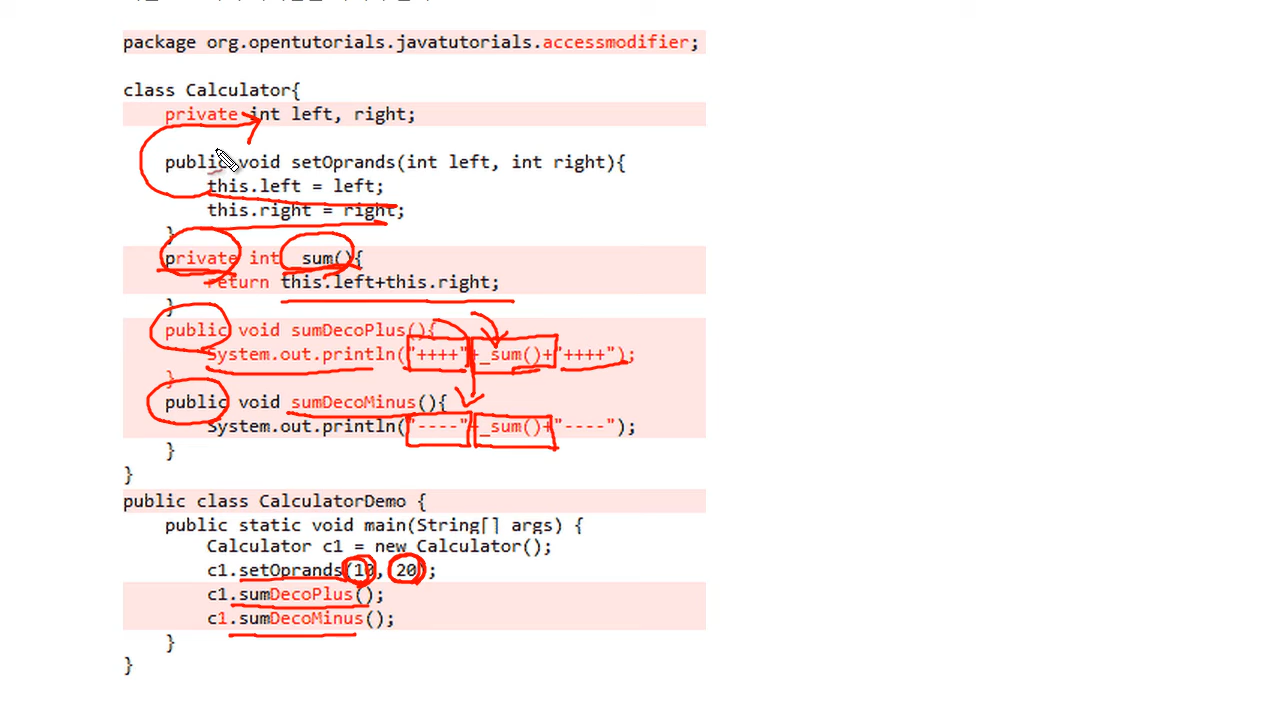 package org.opentutorials.javatutorials.accessmodifier;
class Calculator{
private int left, right;
public void setOprands(int left, int right){
this.left = left;
this.right = right;
}
private int _sum(){
return this.left+this.right;
}
public void sumDecoPlus(){
System.out.println("++++"+_sum()+"++++");
}
public void sumDecoMinus(){
System.out.println("----"+_sum()+"----");
}
}
public class CalculatorDemo {
public static void main(String[] args) {
Calculator c1 = new Calculator();
c1.setOprands(10, 20);
c1.sumDecoPlus();
c1.sumDecoMinus();
}
}